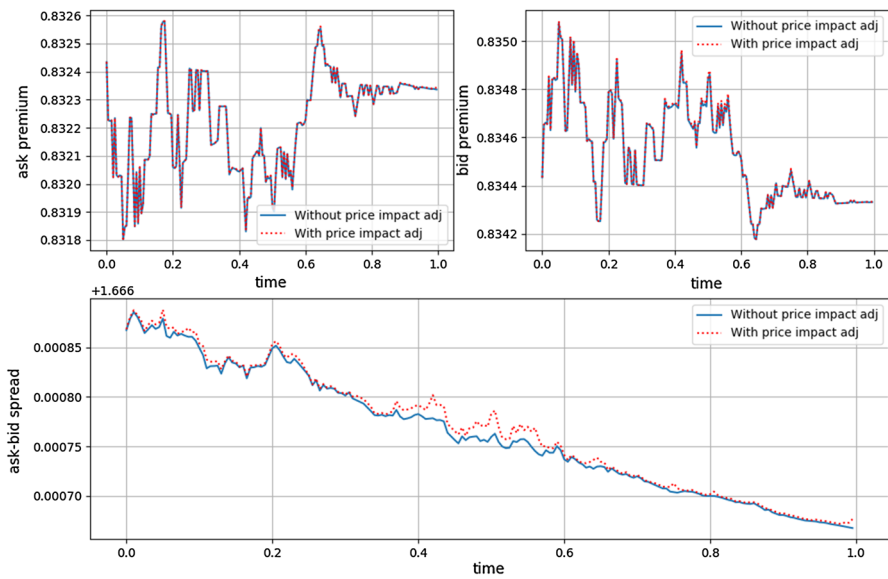 0.8326
0.8325
0.8324
0.8323
0.8322
0.8321
0.8320
0.8319
0.8318
ask premium
0.0 0.2 0.4 0.6 0.8 1.0
time
Without price impact adj
With price impact adj
0.8350
0.8348
0.8346
0.8344
0.8342
bid premium
0.0 0.2 0.4 0.6 0.8 1.0
time
Without price impact adj
With price impact adj
+1.666
0.00085
0.00080
0.00075
0.00070
ask-bid spread
0.0 0.2 0.4 0.6 0.8 1.0
time
Without price impact adj
With price impact adj